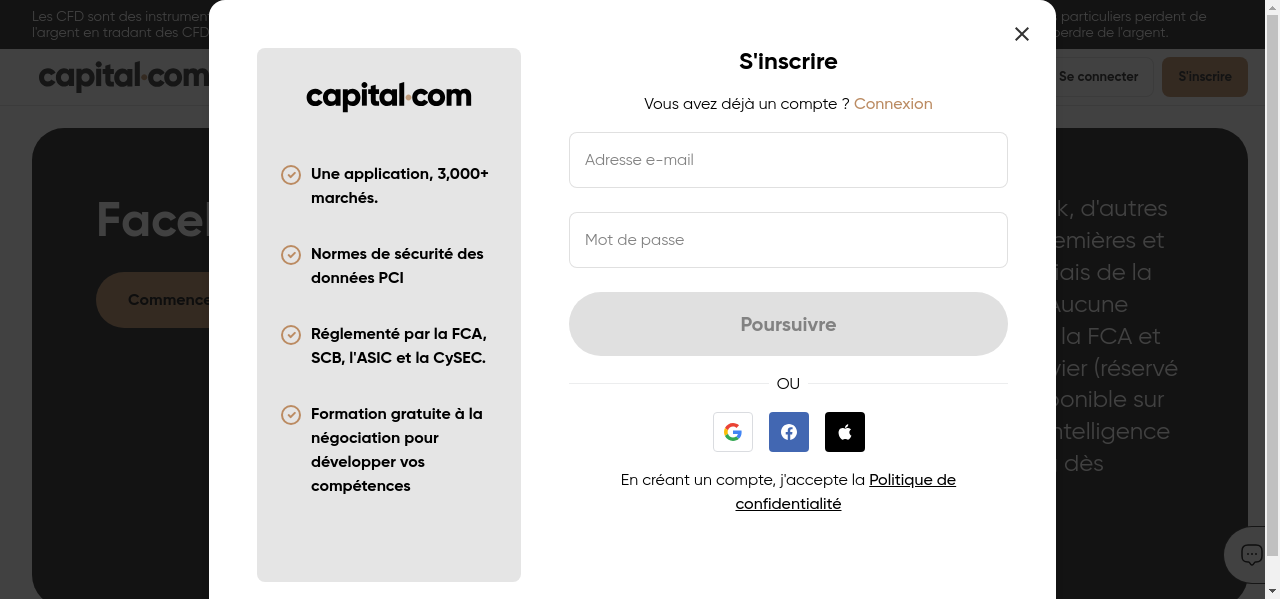 Les CFD sont des instrumen
particuliers perdent de
l'argent en tradant des CFD
perdre de l'argent.
capital.com
Se connecter
S'inscrire
Commence
k, d'autres
emières et
iais de la
Aucune
la FCA et
vier (réservé
ponible sur
ntelligence
dès
capital.com
Une application, 3,000+
marchés.
Normes de sécurité des
données PCI
Réglementé par la FCA,
SCB, l'ASIC et la CySEC.
Formation gratuite à la
négociation pour
développer vos
compétences
S'inscrire
Vous avez déjà un compte ? Connexion
Adresse e-mail
Mot de passe
Poursuivre
OU
En créant un compte, j'accepte la Politique de
confidentialité